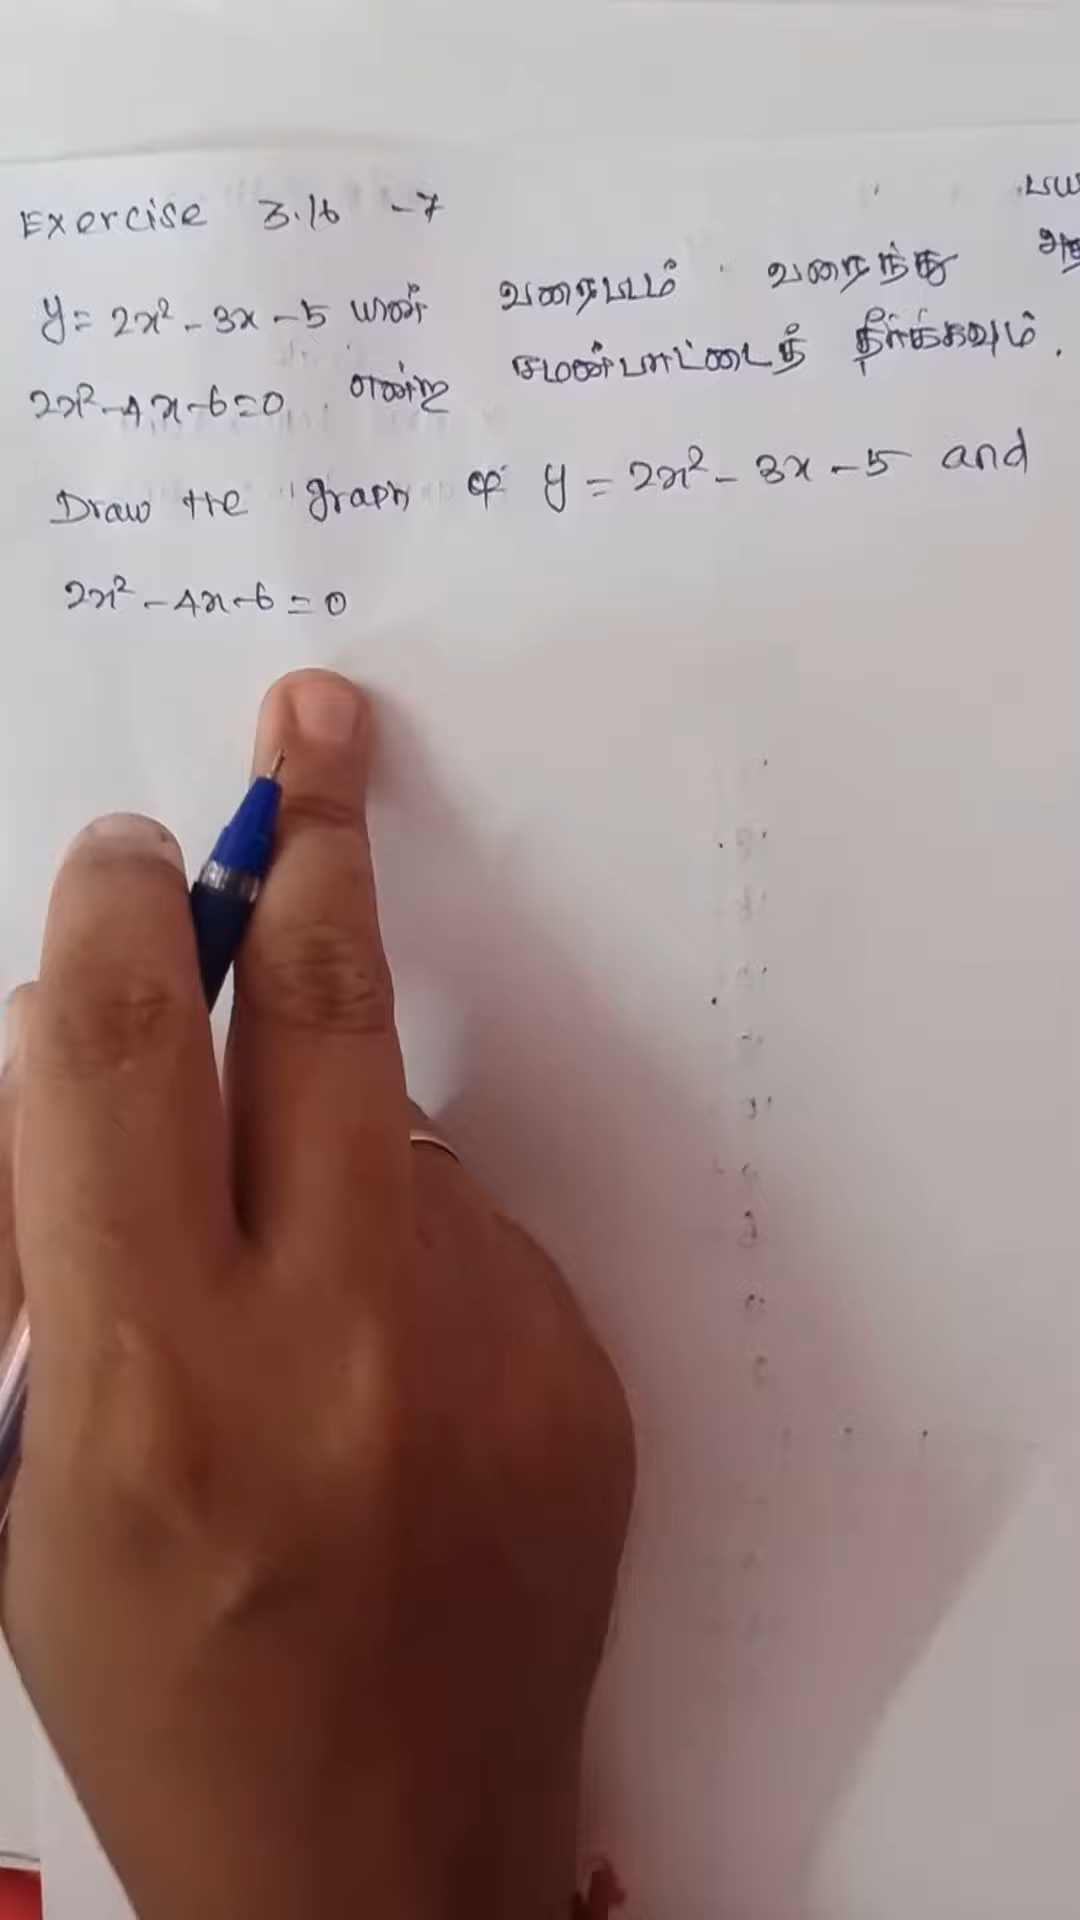 Exercise 3.16 -7
y = 2x² - 3x - 5 யின் வரைபடம் வரைந்து
2x² - 4x - 6 = 0 என்ற சமன்பாட்டைத் தீர்க்கவும்.
Draw the graph of y = 2x² - 3x - 5 and
2x² - 4x - 6 = 0